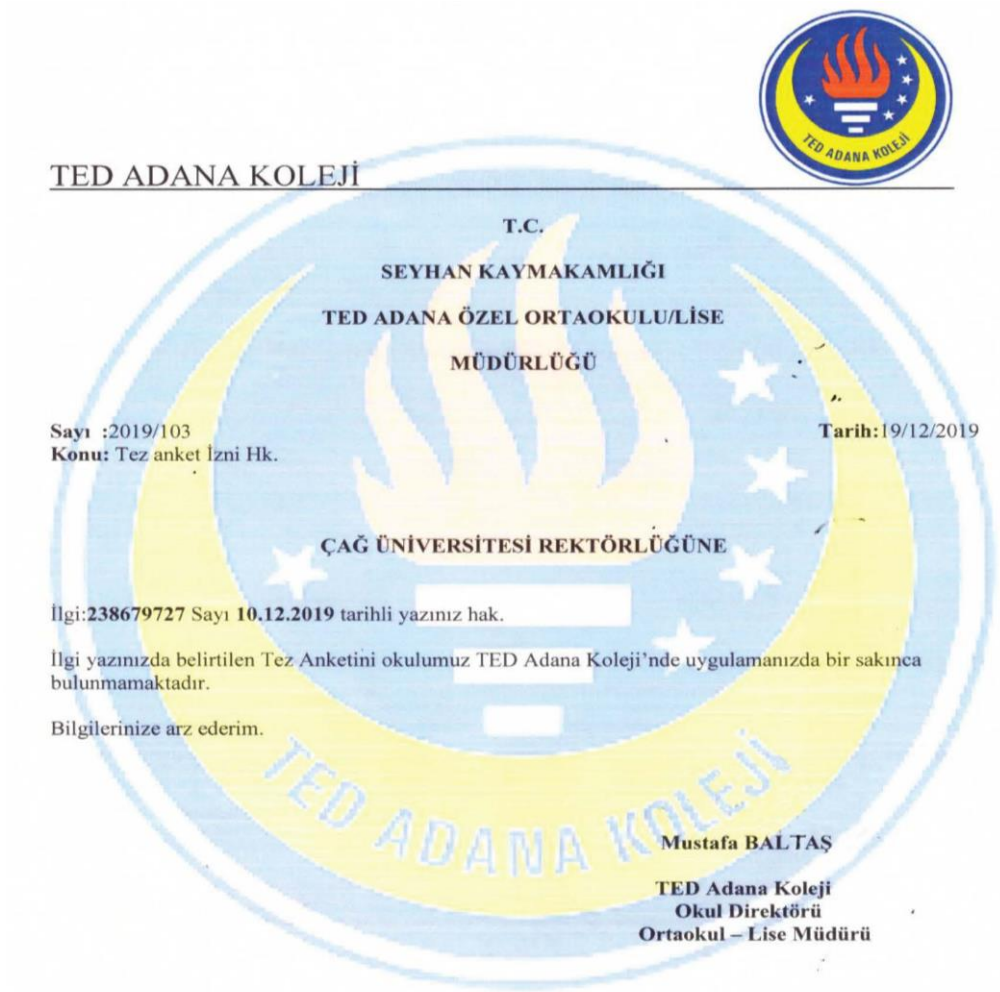 TED ADANA KOLEJİ
TED ADANA KOLEJİ
T.C.
SEYHAN KAYMAKAMLIĞI
TED ADANA ÖZEL ORTAOKULU/LİSE
MÜDÜRLÜĞÜ
Sayı :2019/103
Tarih:19/12/2019
Konu: Tez anket İzni Hk.
ÇAĞ ÜNİVERSİTESİ REKTÖRLÜĞÜNE
İlgi:238679727 Sayı 10.12.2019 tarihli yazınız hak.
İlgi yazınızda belirtilen Tez Anketini okulumuz TED Adana Koleji’nde uygulamanızda bir sakınca
bulunmamaktadır.
Bilgilerinize arz ederim.
TED ADANA KOLEJİ
Mustafa BALTAŞ
TED Adana Koleji
Okul Direktörü
Ortaokul – Lise Müdürü